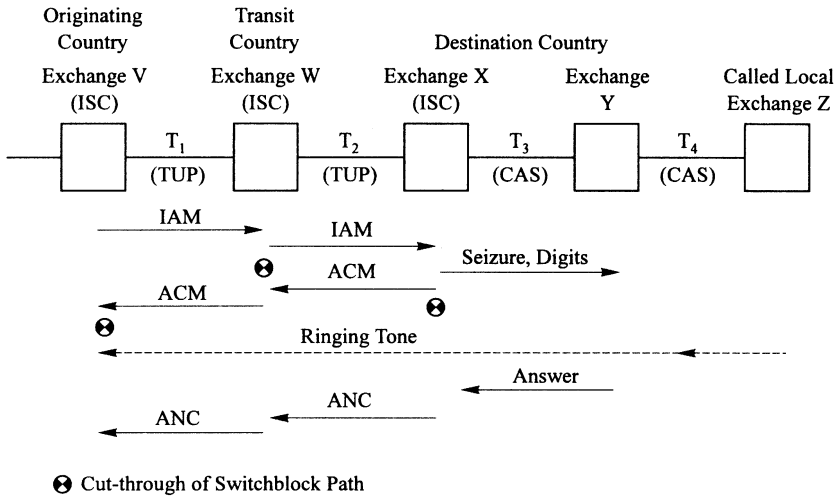 Originating
Country
Transit
Country
Destination Country
Exchange V
(ISC)
Exchange W
(ISC)
Exchange X
(ISC)
Exchange
Y
Called Local
Exchange Z
T1
(TUP)
T2
(TUP)
T3
(CAS)
T4
(CAS)
IAM
IAM
Seizure, Digits
ACM
ACM
Ringing Tone
Answer
ANC
ANC
Cut-through of Switchblock Path